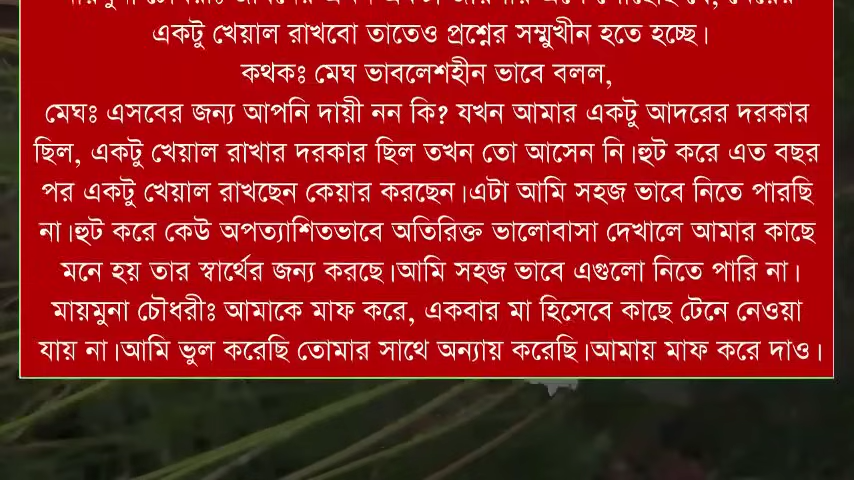 একটু খেয়াল রাখবো তাতেও প্রশ্নের সম্মুখীন হতে হচ্ছে।
কথকঃ মেঘ ভাবলেশহীন ভাবে বলল,
মেঘঃ এসবের জন্য আপনি দায়ী নন কি? যখন আমার একটু আদরের দরকার
ছিল, একটু খেয়াল রাখার দরকার ছিল তখন তো আসেন নি।হুট করে এত বছর
পর একটু খেয়াল রাখছেন কেয়ার করছেন।এটা আমি সহজ ভাবে নিতে পারছি
না।হুট করে কেউ অপত্যাশিতভাবে অতিরিক্ত ভালোবাসা দেখালে আমার কাছে
মনে হয় তার স্বার্থের জন্য করছে।আমি সহজ ভাবে এগুলো নিতে পারি না।
মায়মুনা চৌধরীঃ আমাকে মাফ করে, একবার মা হিসেবে কাছে টেনে নেওয়া
যায় না।আমি ভুল করেছি তোমার সাথে অন্যায় করেছি।আমায় মাফ করে দাও।